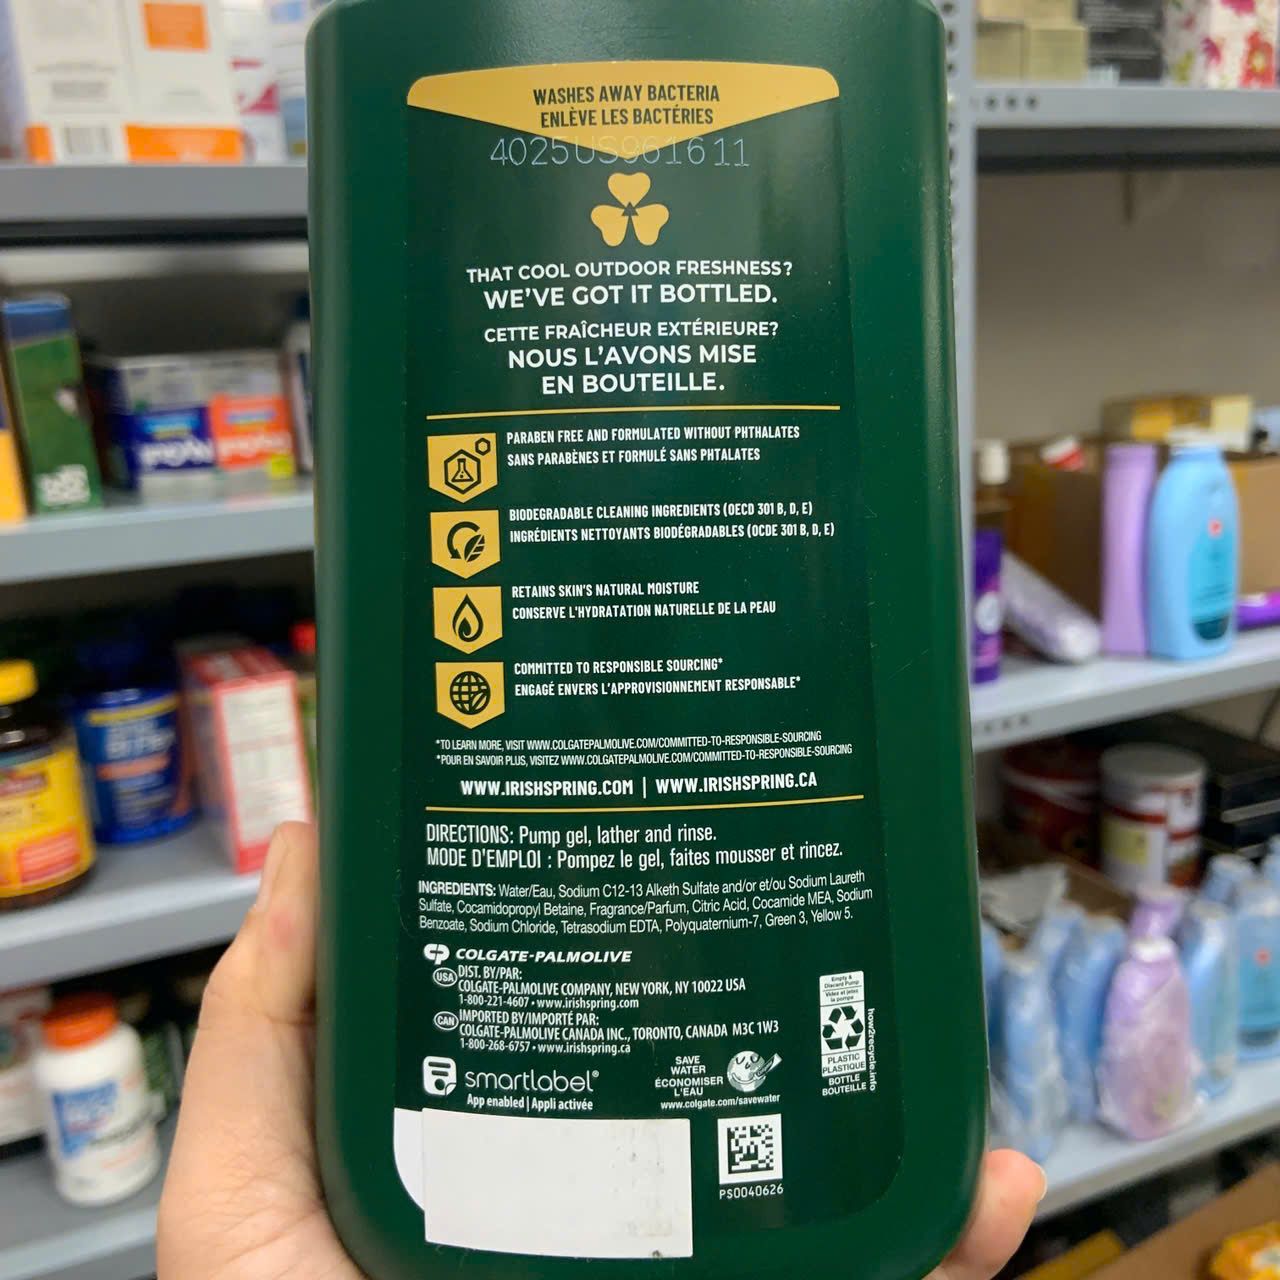 WASHES AWAY BACTERIA
ENLÈVE LES BACTÉRIES
4025US961611
THAT COOL OUTDOOR FRESHNESS?
WE'VE GOT IT BOTTLED.
CETTE FRAÎCHEUR EXTÉRIEURE?
NOUS L'AVONS MISE
EN BOUTEILLE.
PARABEN FREE AND FORMULATED WITHOUT PHTHALATES
SANS PARABÈNES ET FORMULÉ SANS PHTALATES
BIODEGRADABLE CLEANING INGREDIENTS (OECD 301 B, D, E)
INGRÉDIENTS NETTOYANTS BIODÉGRADABLES (OCDE 301 B, D, E)
RETAINS SKIN'S NATURAL MOISTURE
CONSERVE L'HYDRATATION NATURELLE DE LA PEAU
COMMITTED TO RESPONSIBLE SOURCING*
ENGAGÉ ENVERS L'APPROVISIONNEMENT RESPONSABLE*
*TO LEARN MORE, VISIT WWW.COLGATEPALMOLIVE.COM/COMMITTED-TO-RESPONSIBLE-SOURCING
*POUR EN SAVOIR PLUS, VISITEZ WWW.COLGATEPALMOLIVE.COM/COMMITTED-TO-RESPONSIBLE-SOURCING
WWW.IRISHSPRING.COM | WWW.IRISHSPRING.CA
DIRECTIONS: Pump gel, lather and rinse.
MODE D'EMPLOI : Pompez le gel, faites mousser et rincez.
INGREDIENTS: Water/Eau, Sodium C12-13 Alketh Sulfate and/or et/ou Sodium Laureth
Sulfate, Cocamidopropyl Betaine, Fragrance/Parfum, Citric Acid, Cocamide MEA, Sodium
Benzoate, Sodium Chloride, Tetrasodium EDTA, Polyquaternium-7, Green 3, Yellow 5.
CP COLGATE-PALMOLIVE
USA DIST. BY/PAR:
COLGATE-PALMOLIVE COMPANY, NEW YORK, NY 10022 USA
1-800-221-4607 • www.irishspring.com
CAN IMPORTED BY/IMPORTÉ PAR:
COLGATE-PALMOLIVE CANADA INC., TORONTO, CANADA M3C 1W3
1-800-268-6757 • www.irishspring.ca
smartlabel®
App enabled | Appli activée
SAVE
WATER
ÉCONOMISER
L'EAU
www.colgate.com/savewater
Empty &
Discard Pump
Videz et jetez
la pompe
PLASTIC
PLASTIQUE
BOTTLE
BOUTEILLE
how2recycle.info
PS0040626